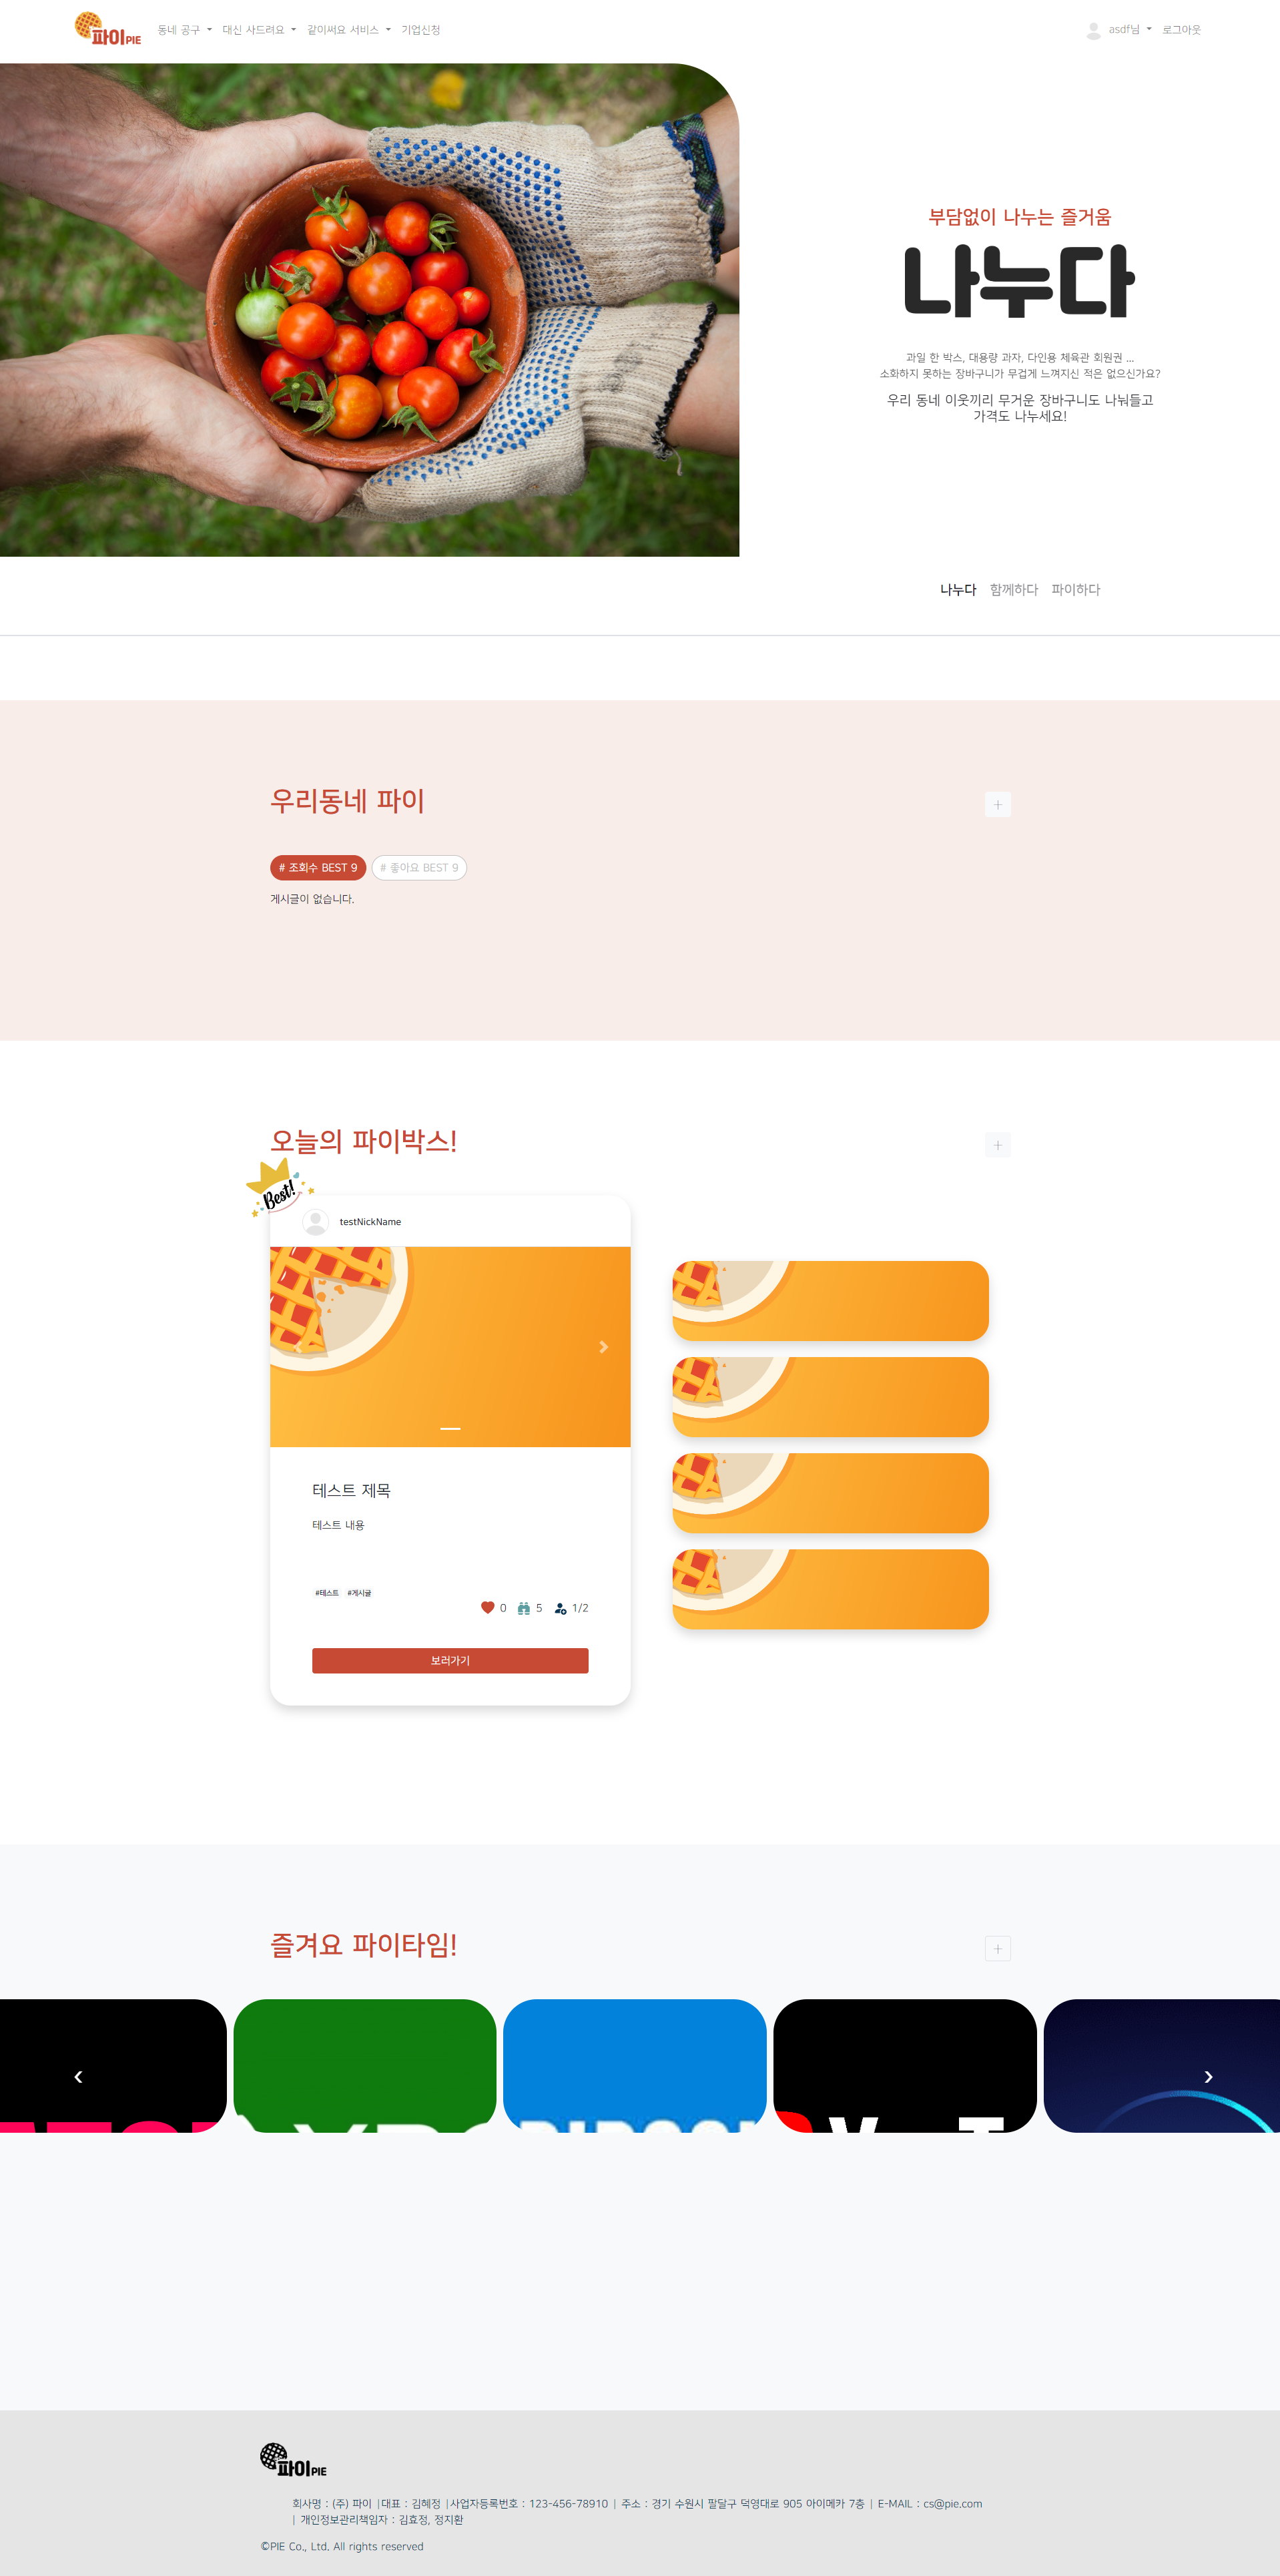 파이PIE
동네 공구
대신 사드려요
같이써요 서비스
기업신청
asdf님
로그아웃
부담없이 나누는 즐거움
나누다
과일 한 박스, 대용량 과자, 다인용 체육관 회원권 ...
소화하지 못하는 장바구니가 무겁게 느껴지신 적은 없으신가요?
우리 동네 이웃끼리 무거운 장바구니도 나눠들고
가격도 나누세요!
나누다 함께하다 파이하다
우리동네 파이
+
# 조회수 BEST 9
# 좋아요 BEST 9
게시글이 없습니다.
오늘의 파이박스!
+
Best!
testNickName
테스트 제목
테스트 내용
#테스트 #게시글
0 5 1/2
보러가기
즐겨요 파이타임!
+
파이PIE
회사명 : (주) 파이 |대표 : 김혜정 |사업자등록번호 : 123-456-78910 | 주소 : 경기 수원시 팔달구 덕영대로 905 아이메카 7층 | E-MAIL : cs@pie.com
| 개인정보관리책임자 : 김효정, 정지환
©PIE Co., Ltd. All rights reserved